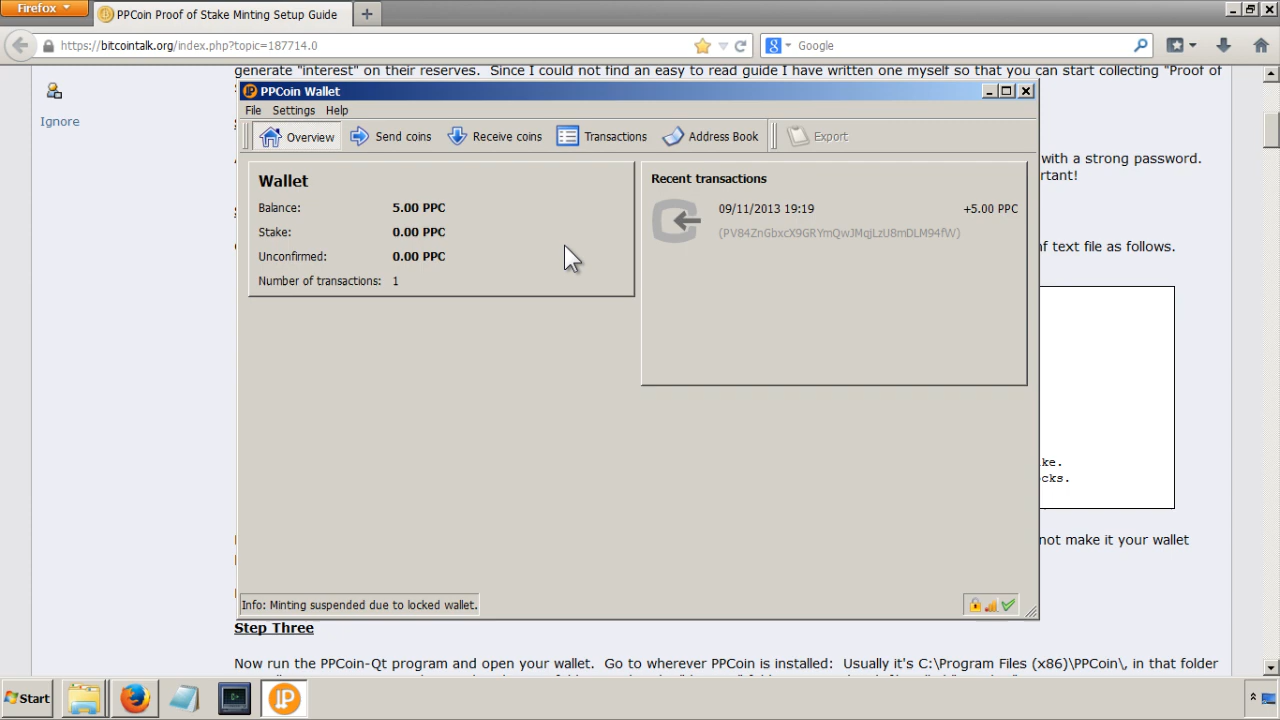 Firefox
PPCoin Proof of Stake Minting Setup Guide
https://bitcointalk.org/index.php?topic=187714.0
Google
generate "interest" on their reserves. Since I could not find an easy to read guide I have written one myself so that you can start collecting "Proof of
Ignore
PPCoin Wallet
File Settings Help
Overview Send coins Receive coins Transactions Address Book Export
with a strong password.
rtant!
Wallet
Balance: 5.00 PPC
Stake: 0.00 PPC
Unconfirmed: 0.00 PPC
Number of transactions: 1
Recent transactions
09/11/2013 19:19 +5.00 PPC
(PV84ZnGbxcX9GRYmQwJMqjLzU8mDLM94fW)
nf text file as follows.
ke.
cks.
not make it your wallet
Info: Minting suspended due to locked wallet.
Step Three
Now run the PPCoin-Qt program and open your wallet. Go to wherever PPCoin is installed: Usually it's C:\Program Files (x86)\PPCoin\, in that folder
Start